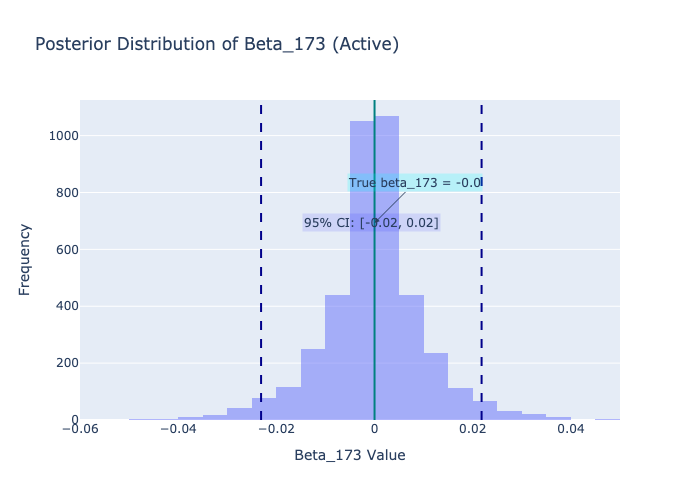 Posterior Distribution of Beta_173 (Active)
1000
True beta_173 = -0.0
800
95% CI: [-0.02, 0.02]
600
400
200
0
−0.06
−0.04
−0.02
0
0.02
0.04
Frequency
Beta_173 Value